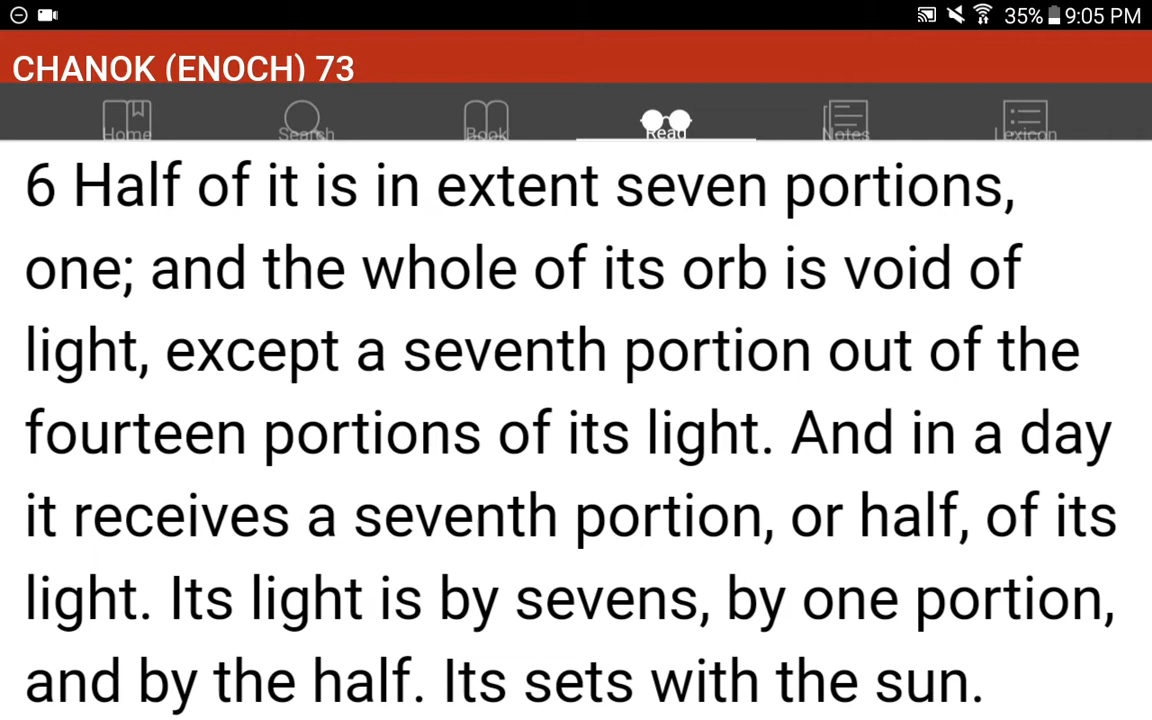 35% 9:05 PM
CHANOK (ENOCH) 73
Home Search Book Read Notes Lexicon
6 Half of it is in extent seven portions,
one; and the whole of its orb is void of
light, except a seventh portion out of the
fourteen portions of its light. And in a day
it receives a seventh portion, or half, of its
light. Its light is by sevens, by one portion,
and by the half. Its sets with the sun.